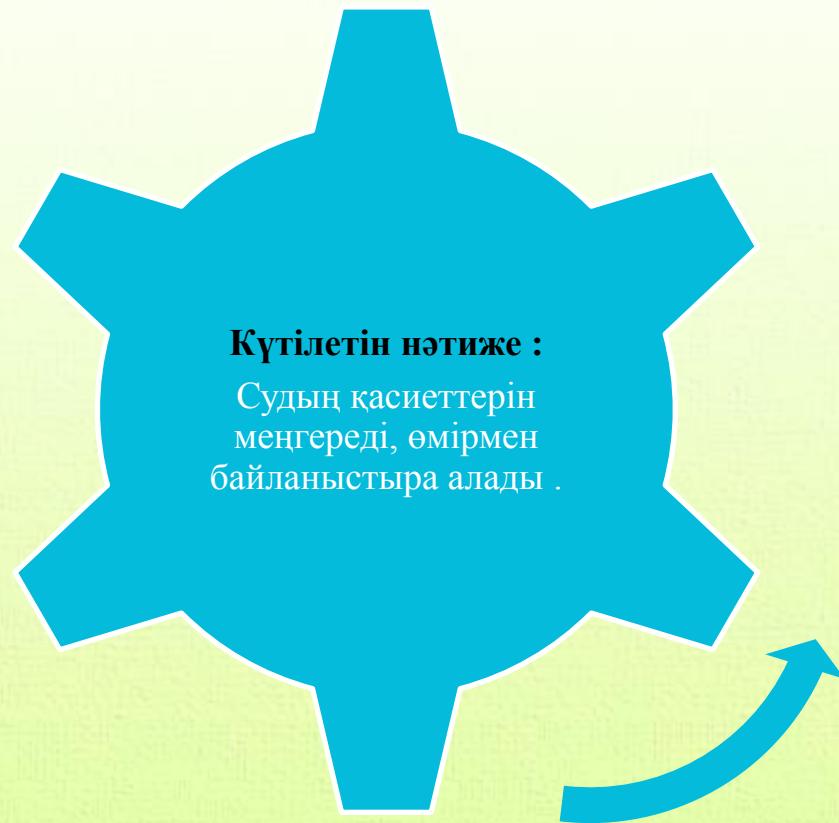 Күтілетін нәтиже :
Судың қасиеттерін
меңгереді, өмірмен
байланыстыра алады .